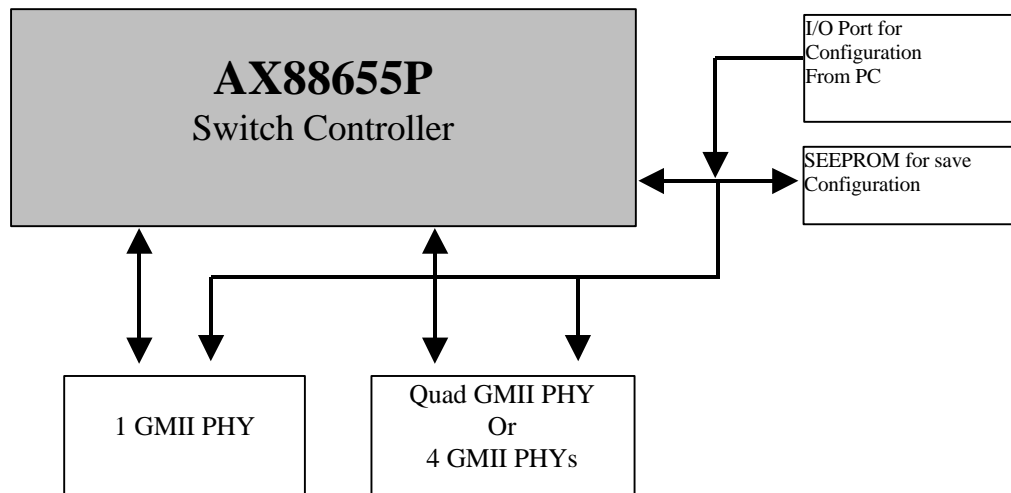 AX88655P
Switch Controller
I/O Port for
Configuration
From PC
SEEPROM for save
Configuration
1 GMII PHY
Quad GMII PHY
Or
4 GMII PHYs